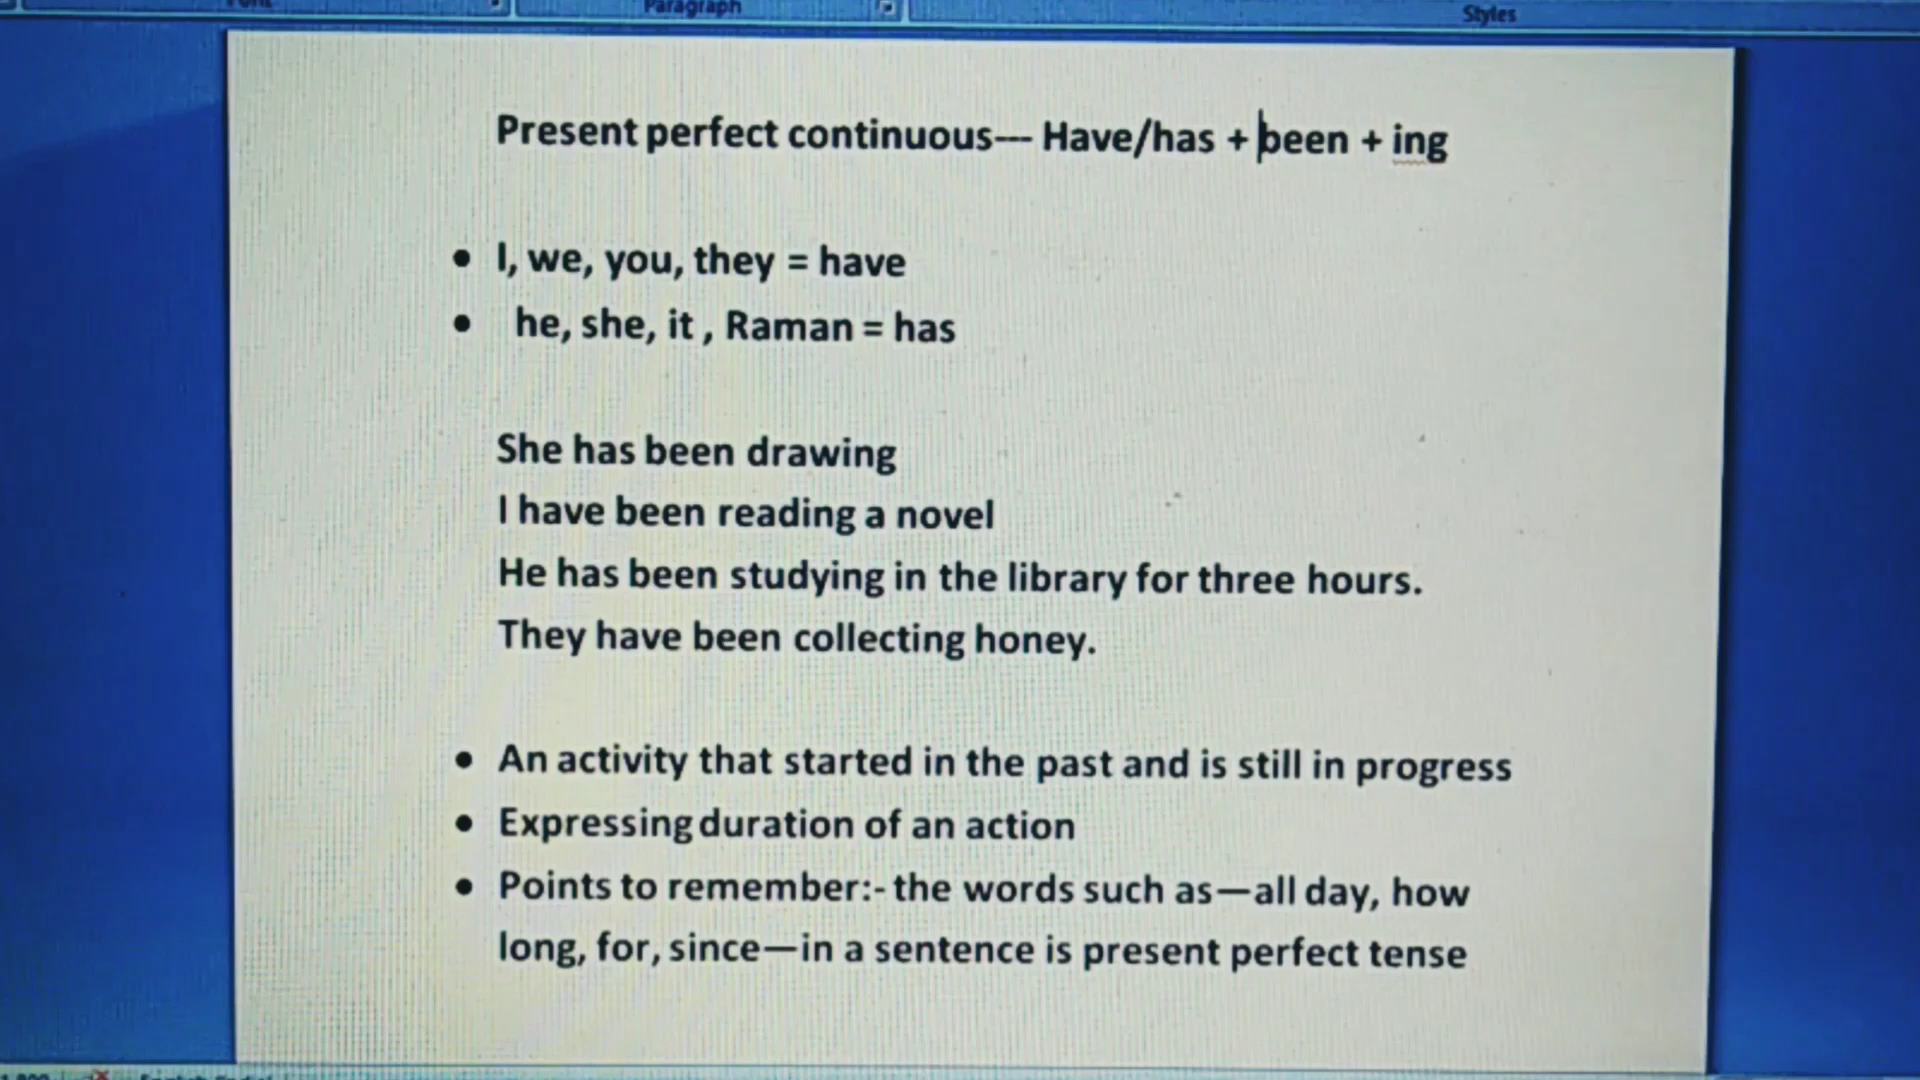 Paragraph
Styles
Present perfect continuous--- Have/has + been + ing
• I, we, you, they = have
• he, she, it , Raman = has
She has been drawing
I have been reading a novel
He has been studying in the library for three hours.
They have been collecting honey.
• An activity that started in the past and is still in progress
• Expressing duration of an action
• Points to remember:- the words such as—all day, how
long, for, since—in a sentence is present perfect tense